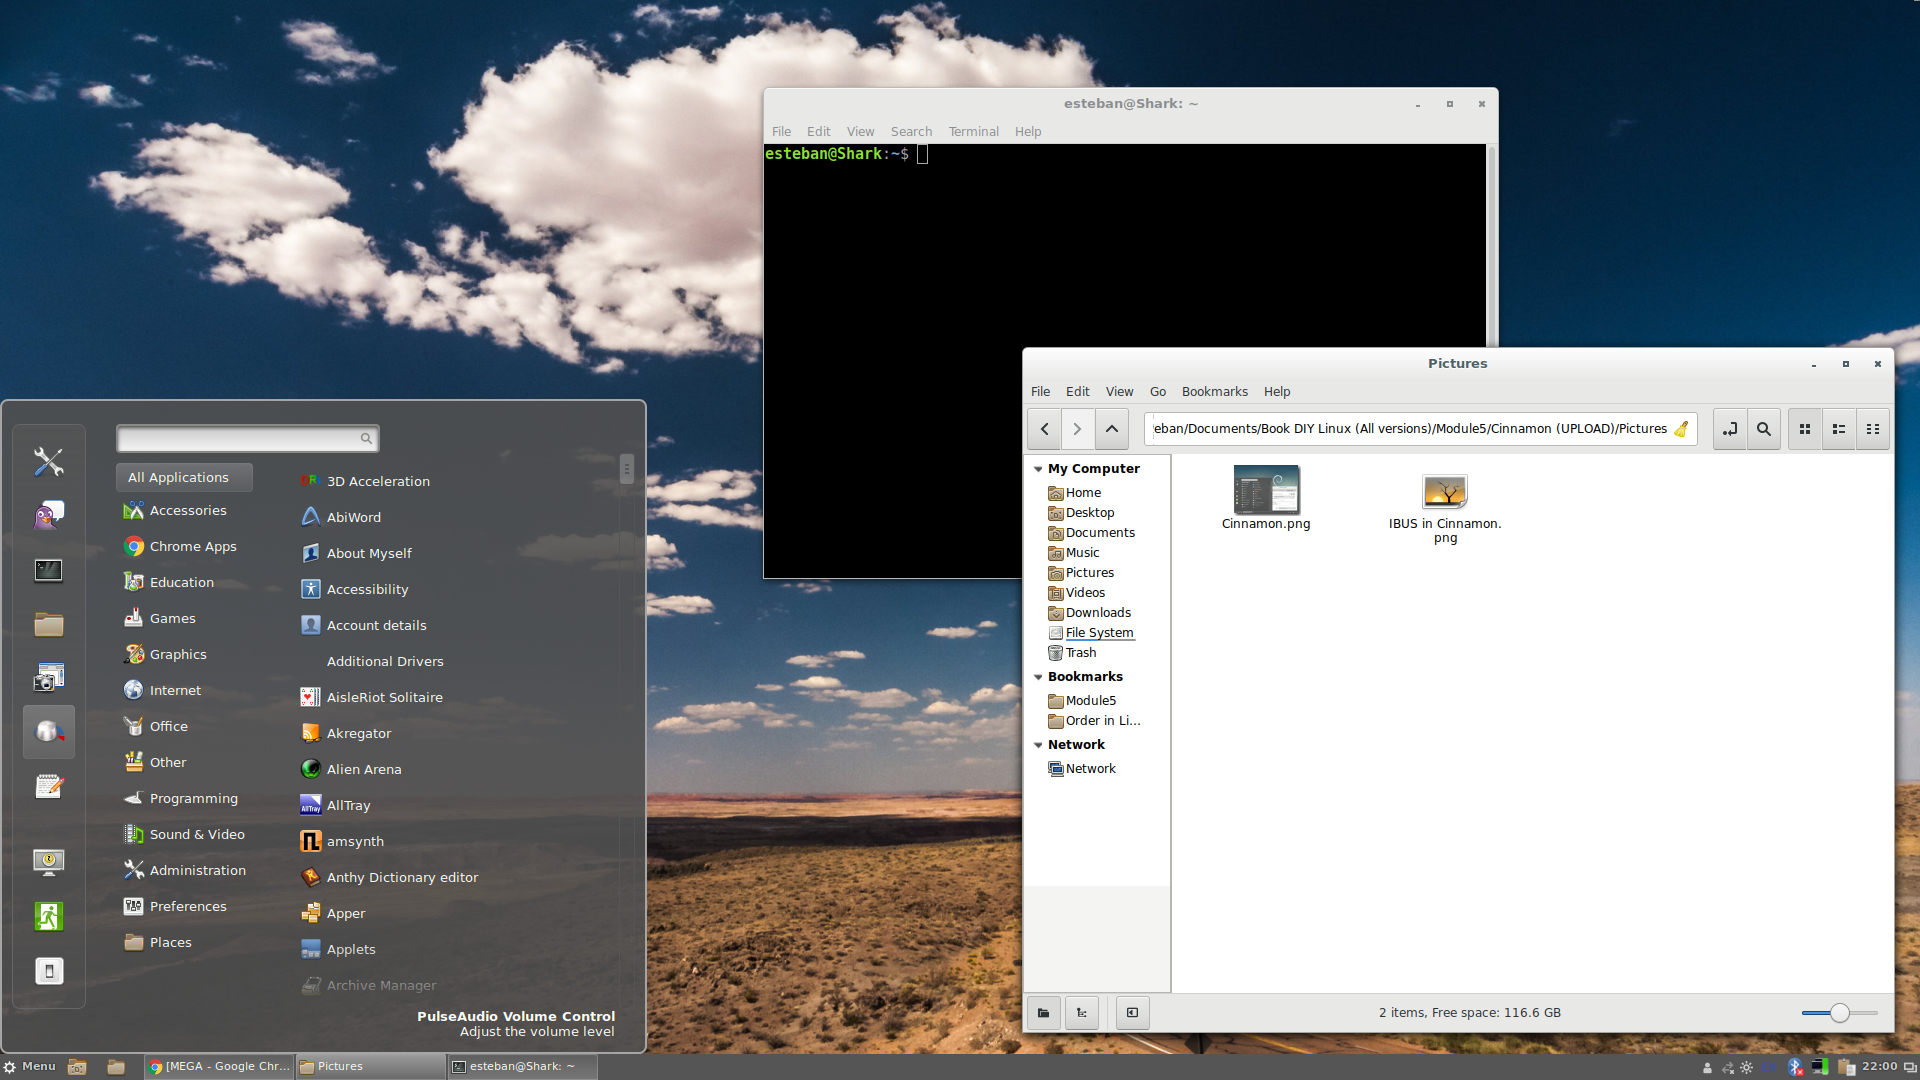 esteban@Shark: ~
File Edit View Search Terminal Help
esteban@Shark:~$
Pictures
File Edit View Go Bookmarks Help
eban/Documents/Book DIY Linux (All versions)/Module5/Cinnamon (UPLOAD)/Pictures
My Computer
Home
Desktop
Documents
Music
Pictures
Videos
Downloads
File System
Trash
Bookmarks
Module5
Order in Li...
Network
Network
Cinnamon.png
IBUS in Cinnamon.
png
2 items, Free space: 116.6 GB
All Applications
Accessories
Chrome Apps
Education
Games
Graphics
Internet
Office
Other
Programming
Sound & Video
Administration
Preferences
Places
3D Acceleration
AbiWord
About Myself
Accessibility
Account details
Additional Drivers
AisleRiot Solitaire
Akregator
Alien Arena
AllTray
AllTray
amsynth
Anthy Dictionary editor
Apper
Applets
Archive Manager
PulseAudio Volume Control
Adjust the volume level
Menu
[MEGA - Google Chr...
Pictures
esteban@Shark: ~
22:00